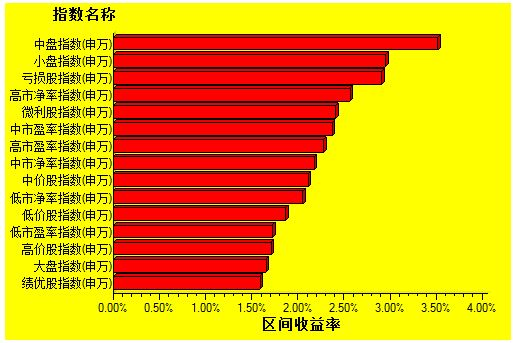 指数名称
中盘指数(申万)
小盘指数(申万)
亏损股指数(申万)
高市净率指数(申万)
微利股指数(申万)
中市盈率指数(申万)
高市盈率指数(申万)
中市净率指数(申万)
中价股指数(申万)
低市净率指数(申万)
低价股指数(申万)
低市盈率指数(申万)
高价股指数(申万)
大盘指数(申万)
绩优股指数(申万)
0.00% 0.50% 1.00% 1.50% 2.00% 2.50% 3.00% 3.50% 4.00%
区间收益率